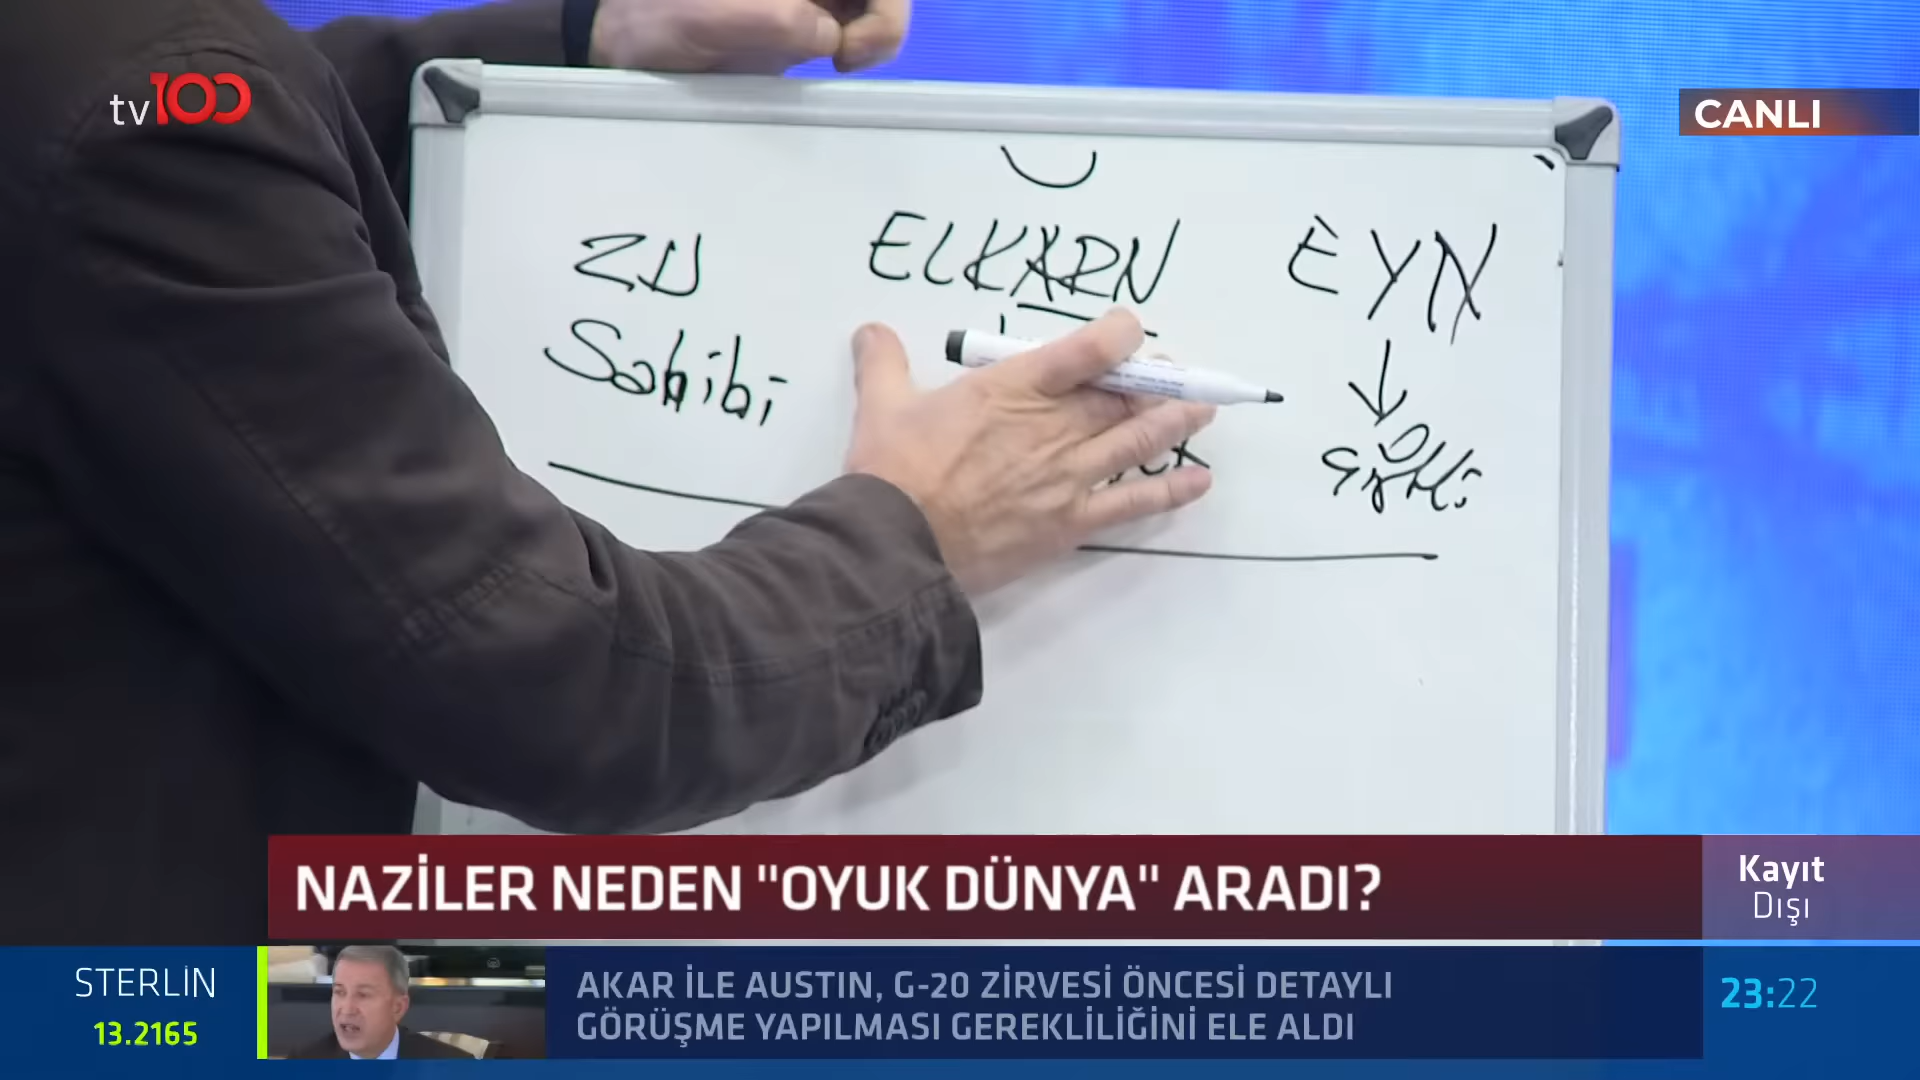 tv100
CANLI
ZU ELKARN EYN
Sahibi
NAZİLER NEDEN "OYUK DÜNYA" ARADI?
Kayıt
Dışı
STERLİN
13.2165
AKAR İLE AUSTIN, G-20 ZİRVESİ ÖNCESİ DETAYLI
GÖRÜŞME YAPILMASI GEREKLİLİĞİNİ ELE ALDI
23:22